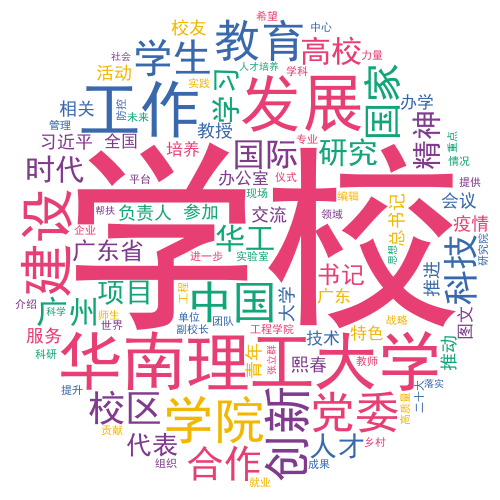 希望
校友
教育
中心
社会
学生
高校
力量
活动
实践
人才培养
学科
工作
防控
未来
学习
发展
国家
相关
办学
管理
教授
精神
重点
习近平
全国
培养
国际
研究
情况
时代
平台
办公室
现场
仪式
编辑
总书记
提供
学校
建设
帮扶
负责人
参加
交流
领域
会议
疫情
企业
华工
思想
研究院
广东省
进一步
实验室
书记
推进
科技
介绍
广州
项目
工程
中国
大学
广东
战略
图文
科学
师生
世界
单位
副校长
团队
工程学院
技术
特色
推动
服务
科研
华南理工大学
青年
张立群
熙春
教师
提升
校区
学院
创新
党委
高质量
二十大
落实
贡献
代表
组织
合作
人才
成果
乡村
就业